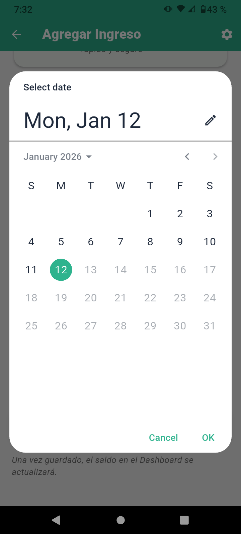 7:32
43 %
Agregar Ingreso
Select date
Mon, Jan 12
January 2026
S M T W T F S
1 2 3
4 5 6 7 8 9 10
11 12 13 14 15 16 17
18 19 20 21 22 23 24
25 26 27 28 29 30 31
Cancel OK
Una vez guardado, el saldo en el Dashboard se
actualizará.